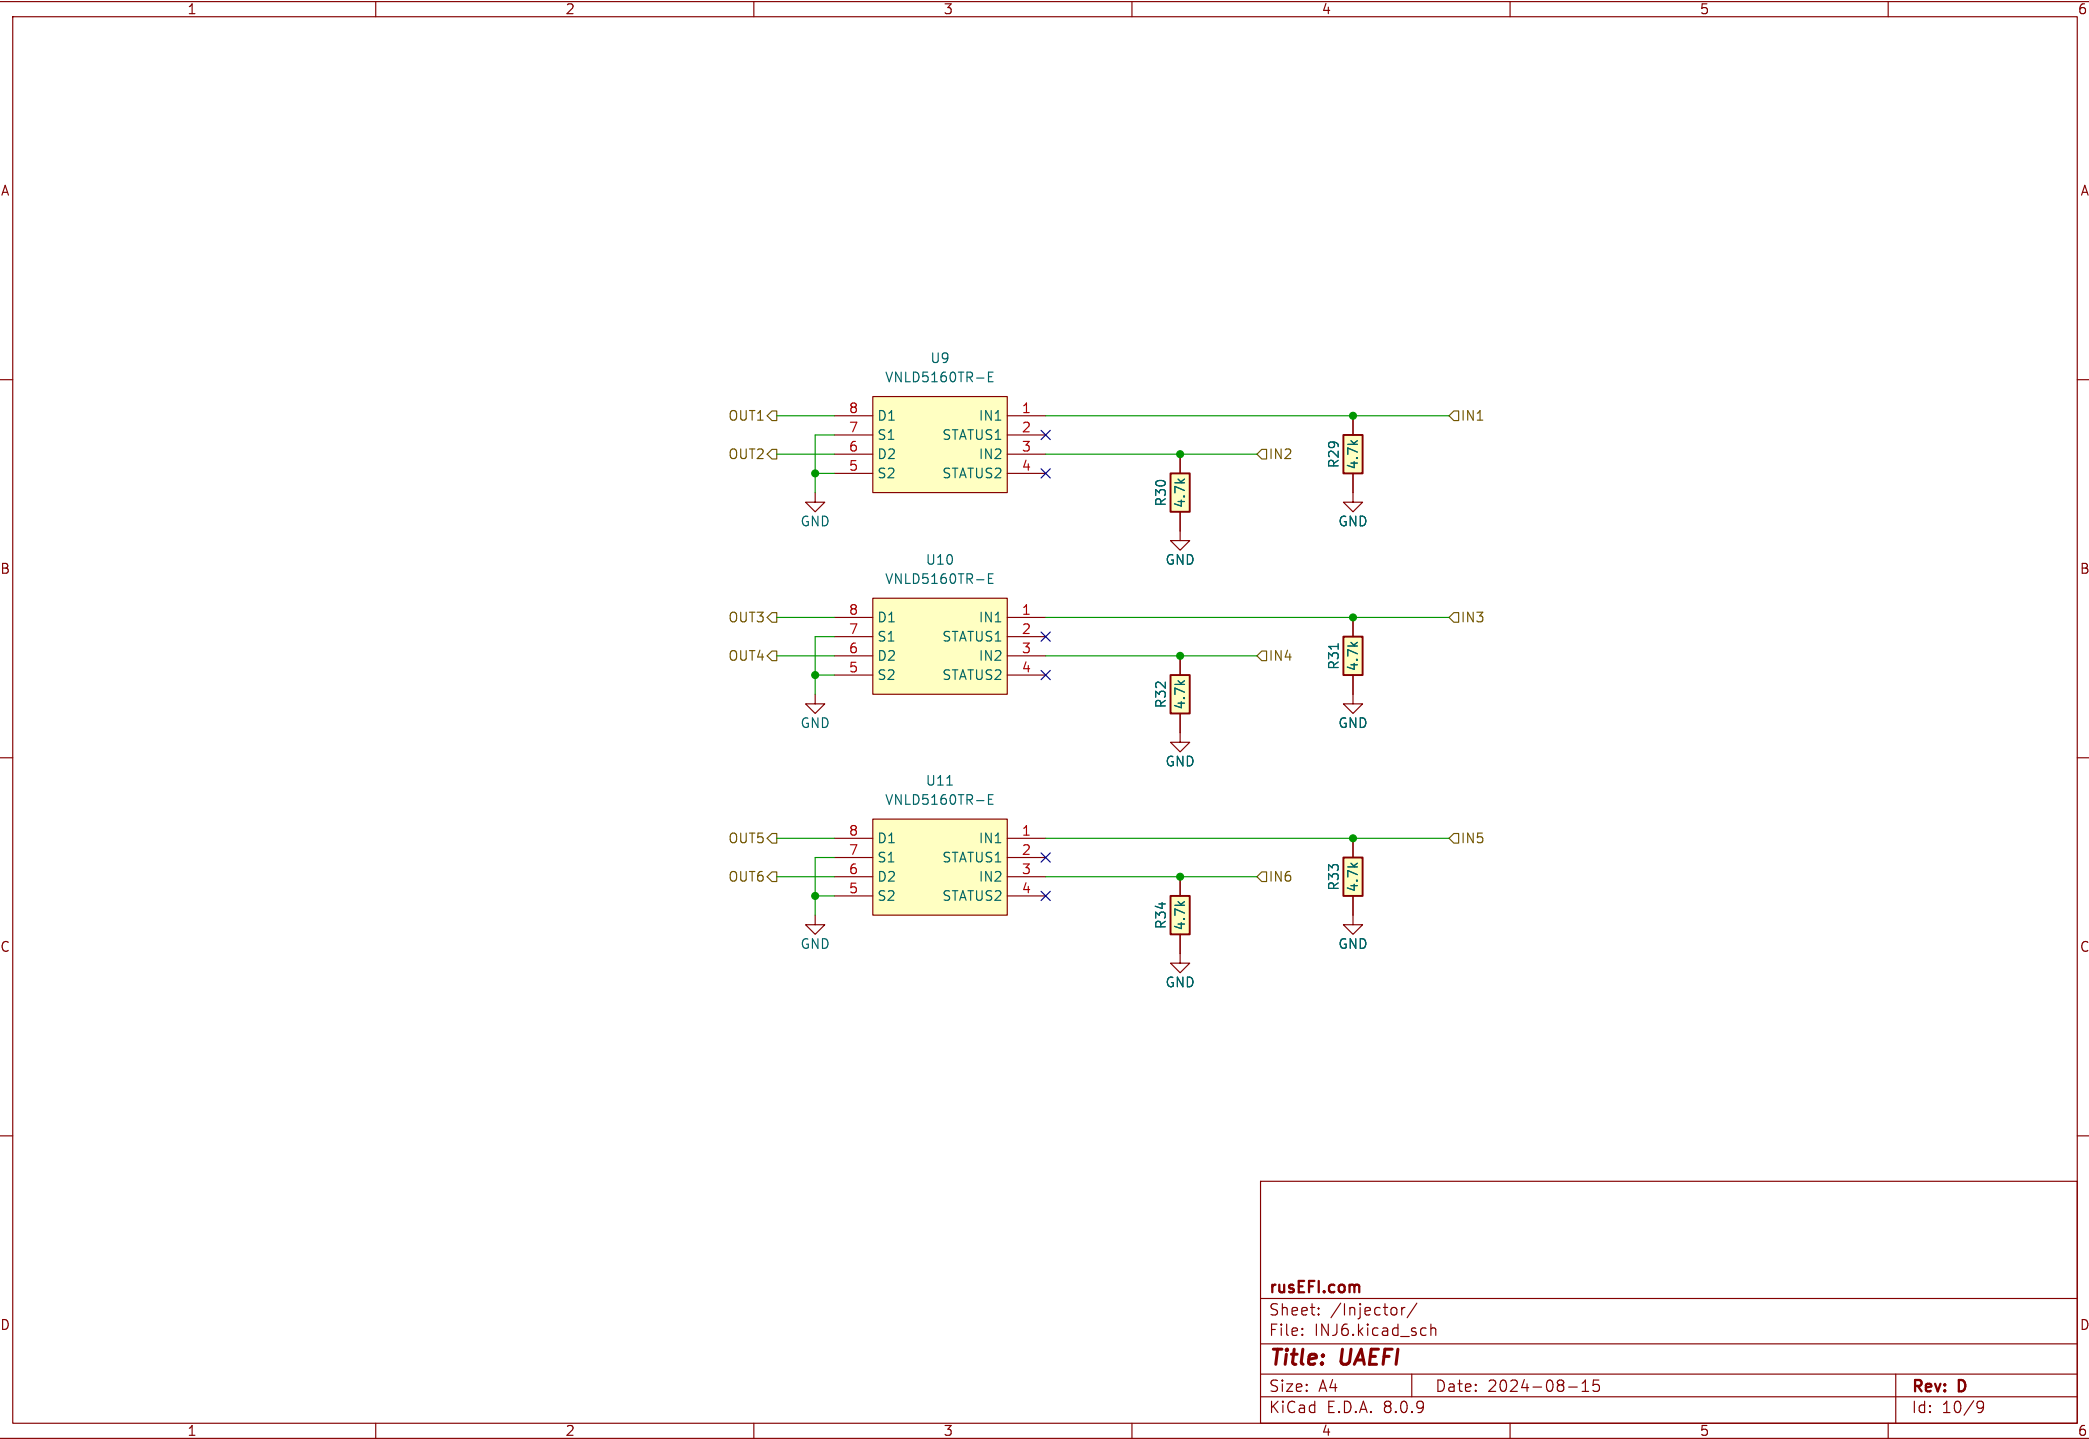 1 2 3 4 5 6
A A
U9
VNLD5160TR-E
OUT1 8 D1 IN1 1 IN1
7 S1 STATUS1 2
OUT2 6 D2 IN2 3 IN2
5 S2 STATUS2 4
R29 4.7k
R30 4.7k
GND GND
GND
B B
U10
VNLD5160TR-E
OUT3 8 D1 IN1 1 IN3
7 S1 STATUS1 2
OUT4 6 D2 IN2 3 IN4
5 S2 STATUS2 4
R31 4.7k
R32 4.7k
GND GND
GND
U11
VNLD5160TR-E
OUT5 8 D1 IN1 1 IN5
7 S1 STATUS1 2
OUT6 6 D2 IN2 3 IN6
5 S2 STATUS2 4
R33 4.7k
R34 4.7k
GND GND
C C
GND
rusEFI.com
Sheet: /Injector/
File: INJ6.kicad_sch
D D
Title: UAEFI
Size: A4 Date: 2024-08-15 Rev: D
KiCad E.D.A. 8.0.9 Id: 10/9
1 2 3 4 5 6